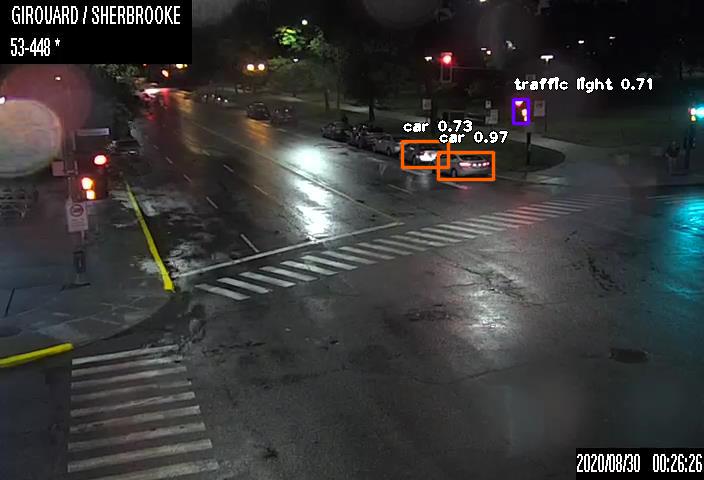 GIROUARD / SHERBROOKE
53-448 *
traffic light 0.71
car 0.73
car 0.97
2020/08/30 00:26:26